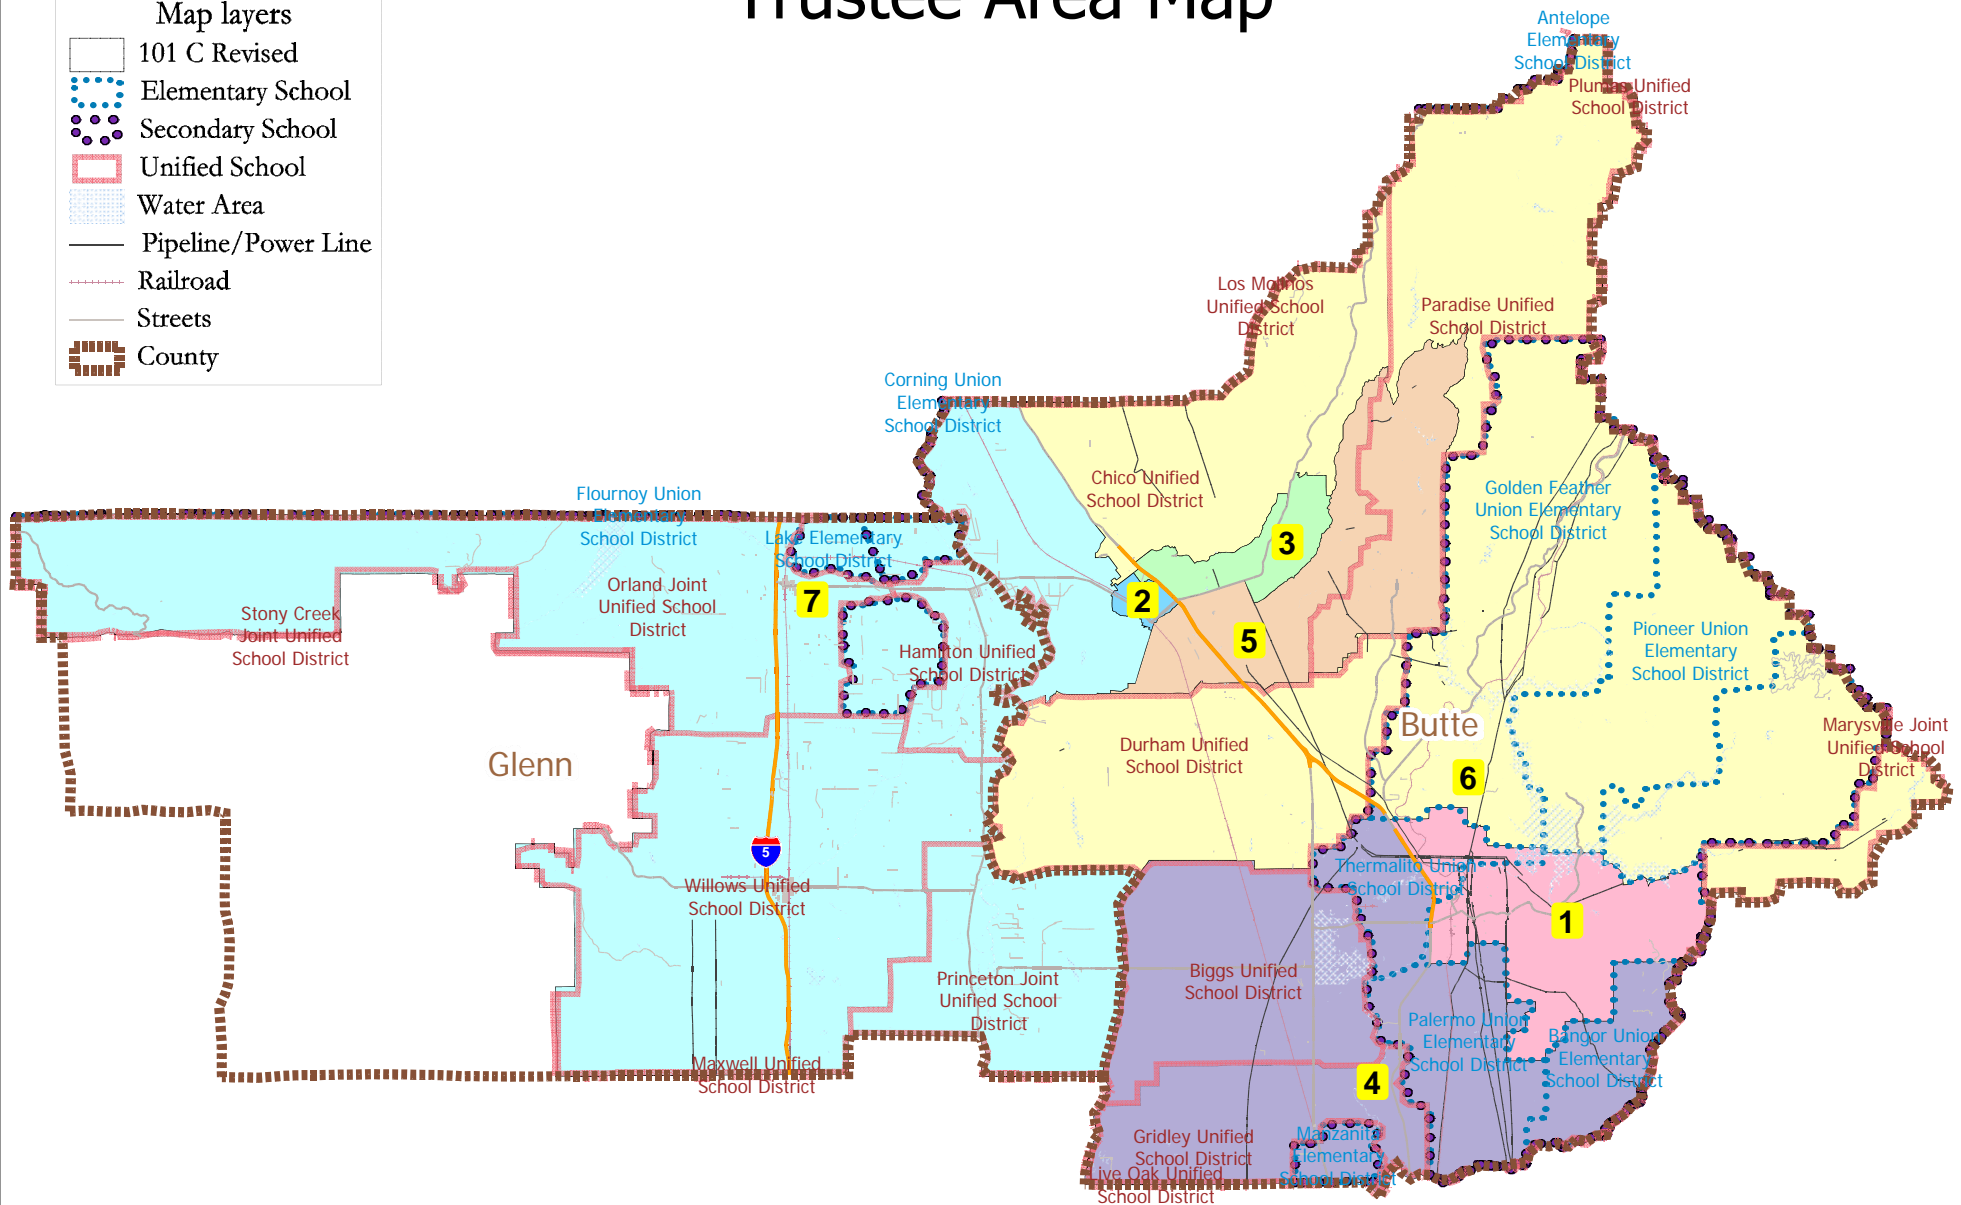 Trustee Area Map
Map layers
101 C Revised
Elementary School
Secondary School
Unified School
Water Area
Pipeline/Power Line
Railroad
Streets
County
Antelope
Elementary
School District
Plumas Unified
School District
Los Molinos
Unified School
District
Paradise Unified
School District
Corning Union
Elementary
School District
Chico Unified
School District
Golden Feather
Union Elementary
School District
Flournoy Union
Elementary
School District
Lake Elementary
School District
3
Orland Joint
Unified School
District
7
2
Stony Creek
Joint Unified
School District
Hamilton Unified
School District
5
Pioneer Union
Elementary
School District
Glenn
Durham Unified
School District
Butte
6
Marysville Joint
Unified School
District
5
Willows Unified
School District
Thermalito Union
School District
1
Princeton Joint
Unified School
District
Biggs Unified
School District
Palermo Union
Elementary
School District
Bangor Union
Elementary
School District
Maxwell Unified
School District
4
Gridley Unified
School District
Manzanita
Elementary
School District
Live Oak Unified
School District